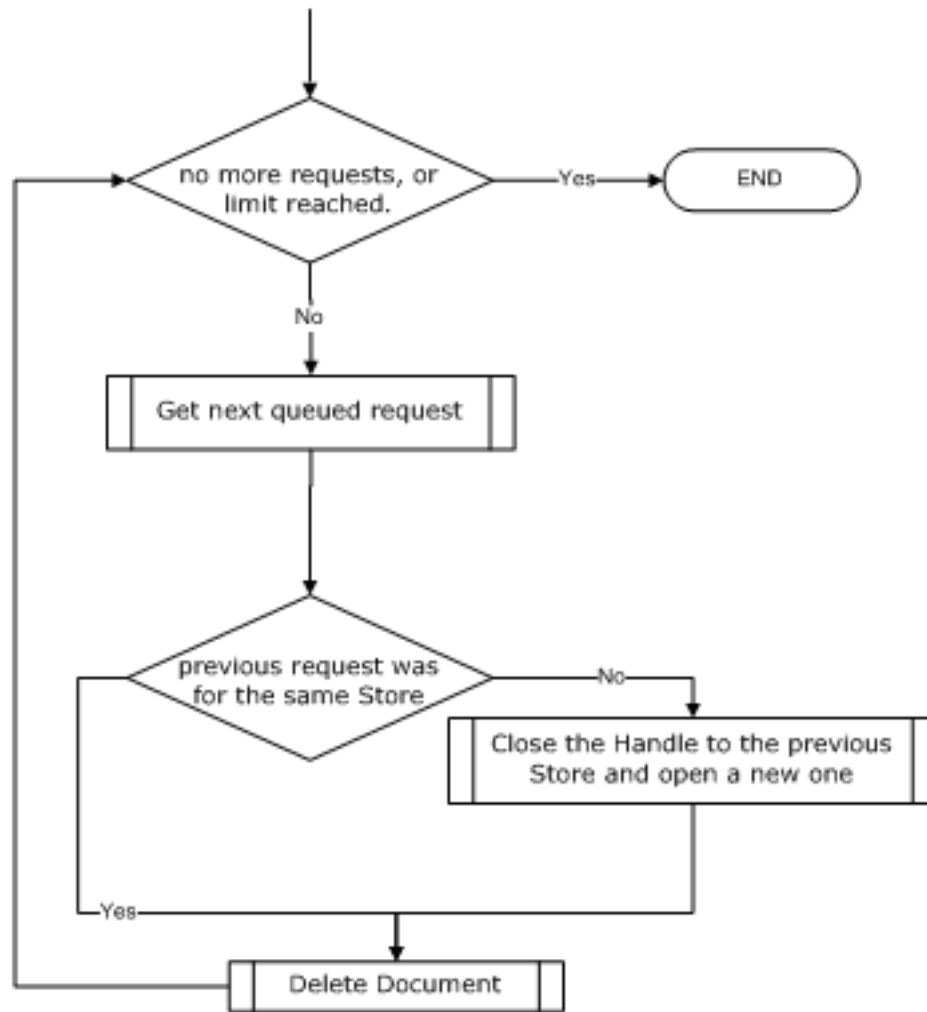 no more requests, or
limit reached.
Yes
END
No
Get next queued request
previous request was
for the same Store
No
Close the Handle to the previous
Store and open a new one
Yes
Delete Document